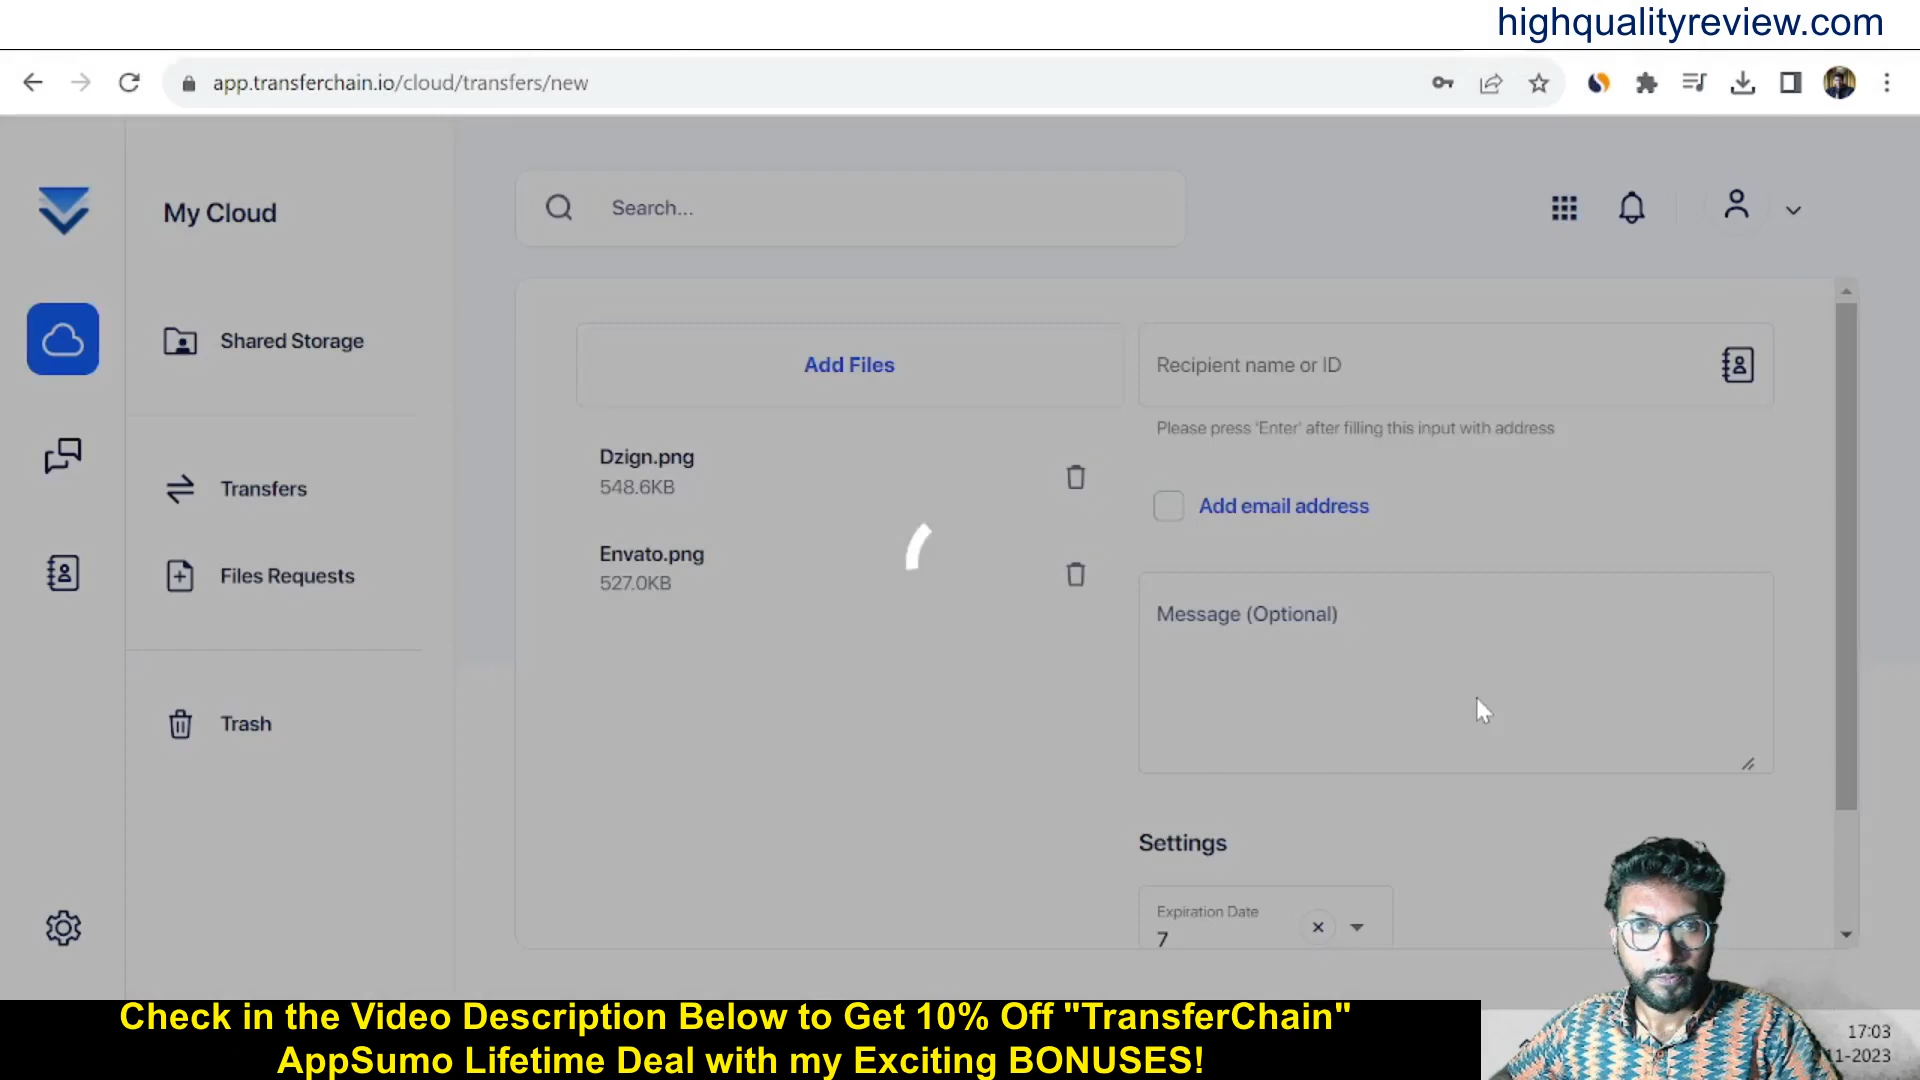 highqualityreview.com
app.transferchain.io/cloud/transfers/new
My Cloud
Search...
Shared Storage
Add Files
Recipient name or ID
Please press 'Enter' after filling this input with address
Dzign.png
548.6KB
Transfers
Add email address
Envato.png
527.0KB
Files Requests
Message (Optional)
Trash
Settings
Expiration Date
7
Check in the Video Description Below to Get 10% Off "TransferChain"
AppSumo Lifetime Deal with my Exciting BONUSES!
17:03
11-2023